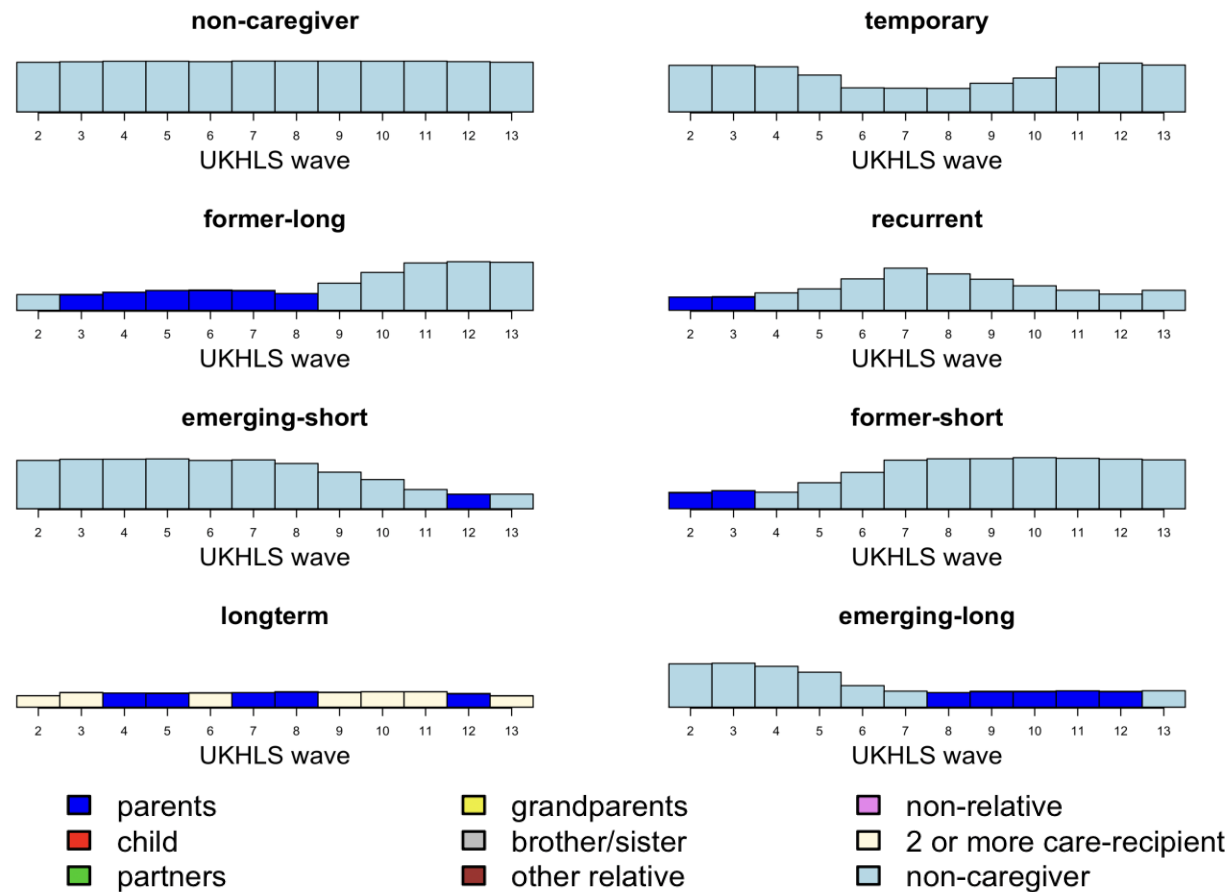 non-caregiver
2 3 4 5 6 7 8 9 10 11 12 13
UKHLS wave
temporary
2 3 4 5 6 7 8 9 10 11 12 13
UKHLS wave
former-long
2 3 4 5 6 7 8 9 10 11 12 13
UKHLS wave
recurrent
2 3 4 5 6 7 8 9 10 11 12 13
UKHLS wave
emerging-short
2 3 4 5 6 7 8 9 10 11 12 13
UKHLS wave
former-short
2 3 4 5 6 7 8 9 10 11 12 13
UKHLS wave
longterm
2 3 4 5 6 7 8 9 10 11 12 13
UKHLS wave
emerging-long
2 3 4 5 6 7 8 9 10 11 12 13
UKHLS wave
parents
child
partners
grandparents
brother/sister
other relative
non-relative
2 or more care-recipient
non-caregiver